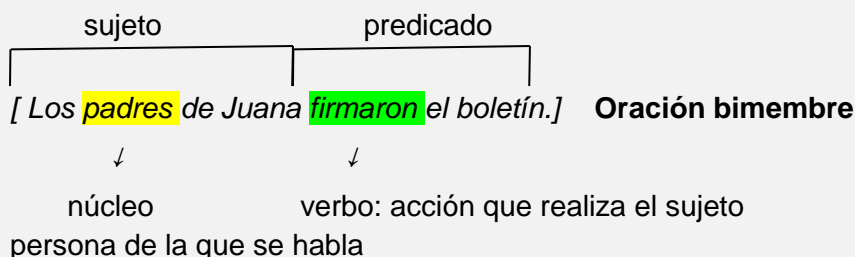 sujeto predicado
[ Los padres de Juana firmaron el boletín.] Oración bimembre
↓ ↓
núcleo verbo: acción que realiza el sujeto
persona de la que se habla